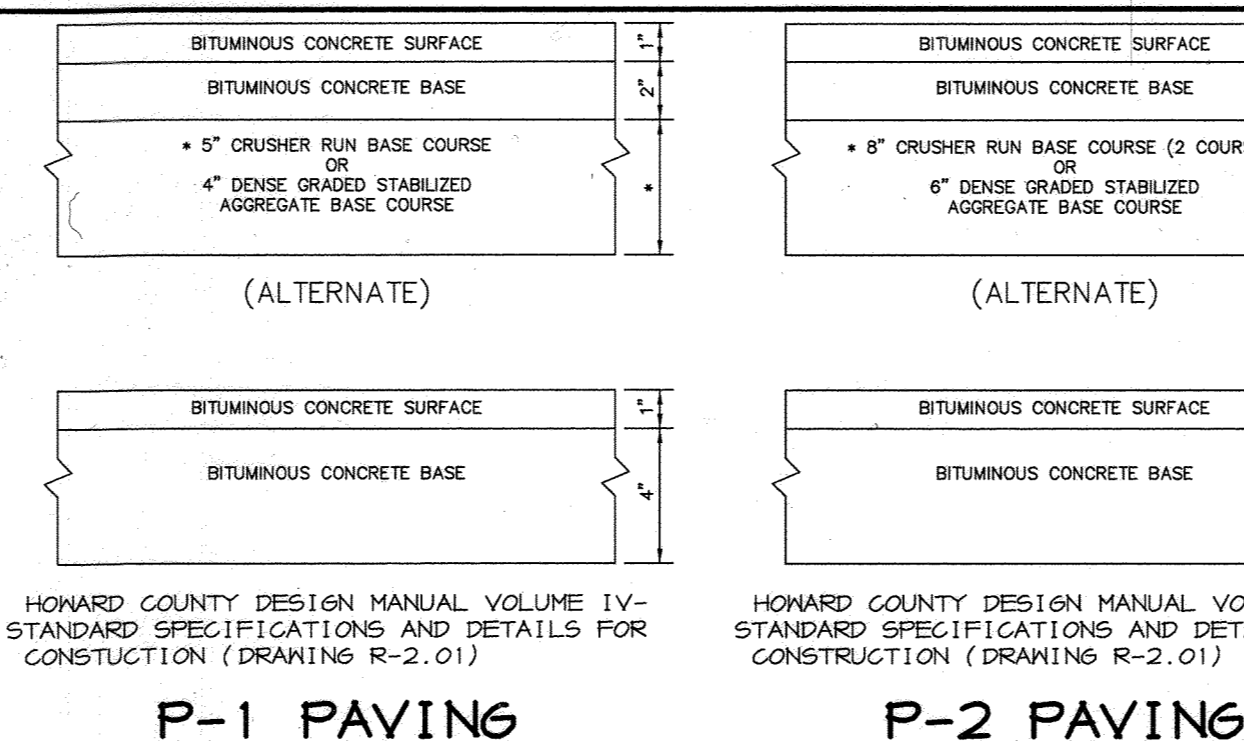 BITUMINOUS CONCRETE SURFACE
1"
BITUMINOUS CONCRETE BASE
2"
* 5" CRUSHER RUN BASE COURSE
OR
4" DENSE GRADED STABILIZED
AGGREGATE BASE COURSE
*
(ALTERNATE)
BITUMINOUS CONCRETE SURFACE
1"
BITUMINOUS CONCRETE BASE
4"
HOWARD COUNTY DESIGN MANUAL VOLUME IV-
STANDARD SPECIFICATIONS AND DETAILS FOR
CONSTUCTION (DRAWING R-2.01)
P-1 PAVING
BITUMINOUS CONCRETE SURFACE
BITUMINOUS CONCRETE BASE
* 8" CRUSHER RUN BASE COURSE (2 COUR
OR
6" DENSE GRADED STABILIZED
AGGREGATE BASE COURSE
(ALTERNATE)
BITUMINOUS CONCRETE SURFACE
BITUMINOUS CONCRETE BASE
HOWARD COUNTY DESIGN MANUAL VO
STANDARD SPECIFICATIONS AND DET
CONSTRUCTION (DRAWING R-2.01)
P-2 PAVING